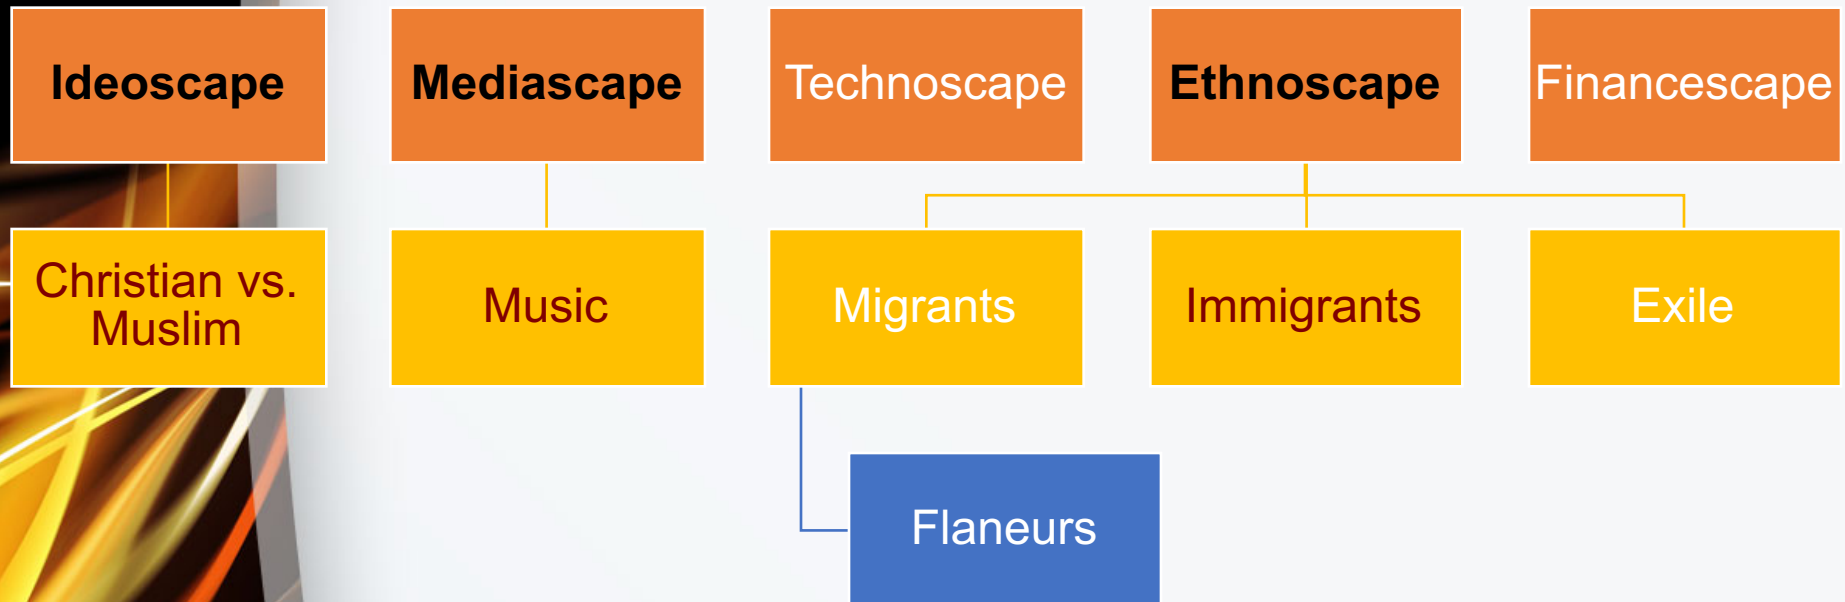 Ideoscape
Mediascape
Technoscape
Ethnoscape
Financescape
Christian vs.
Muslim
Music
Migrants
Immigrants
Exile
Flaneurs